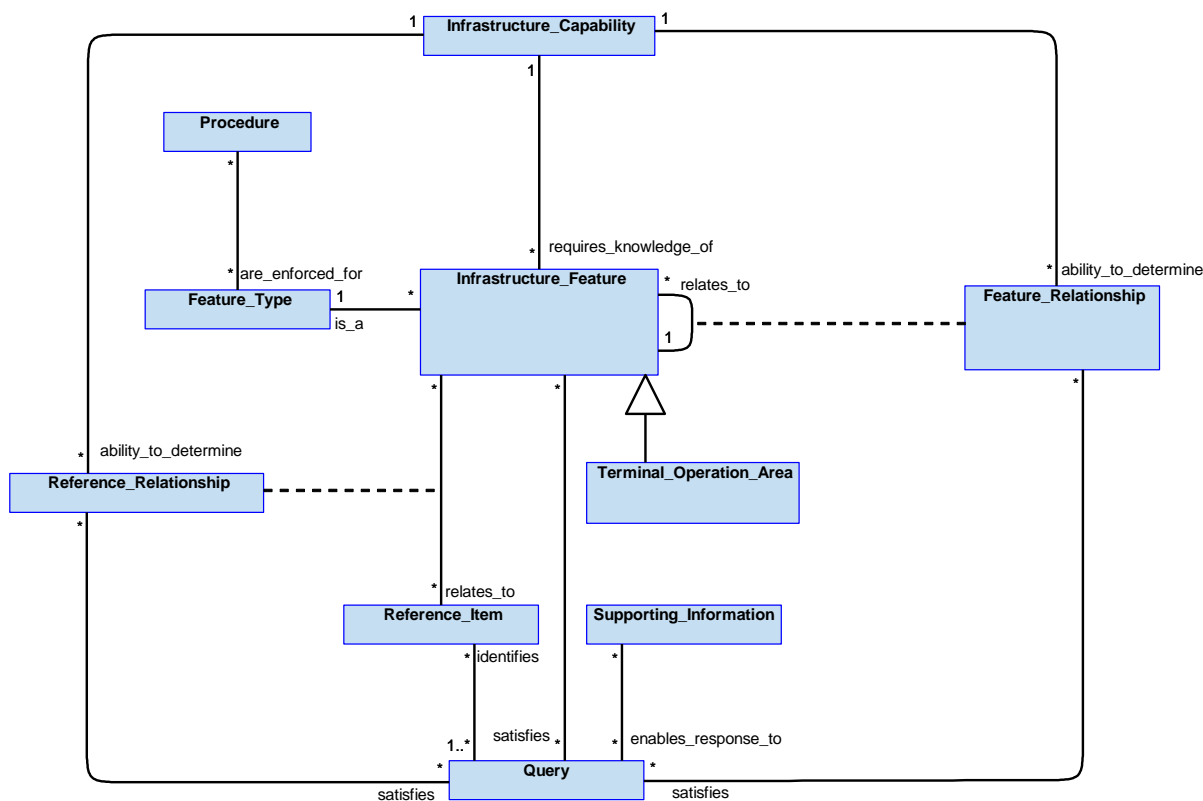 1
Infrastructure_Capability
1
1
Procedure
*
requires_knowledge_of
*
* are_enforced_for
Infrastructure_Feature
*
relates_to
* ability_to_determine
Feature_Type
1
*
is_a
1
Feature_Relationship
*
*
*
* ability_to_determine
Reference_Relationship
*
Terminal_Operation_Area
* relates_to
Reference_Item
Supporting_Information
* identifies
*
1..*
satisfies *
* enables_response_to
*
Query
*
satisfies
satisfies